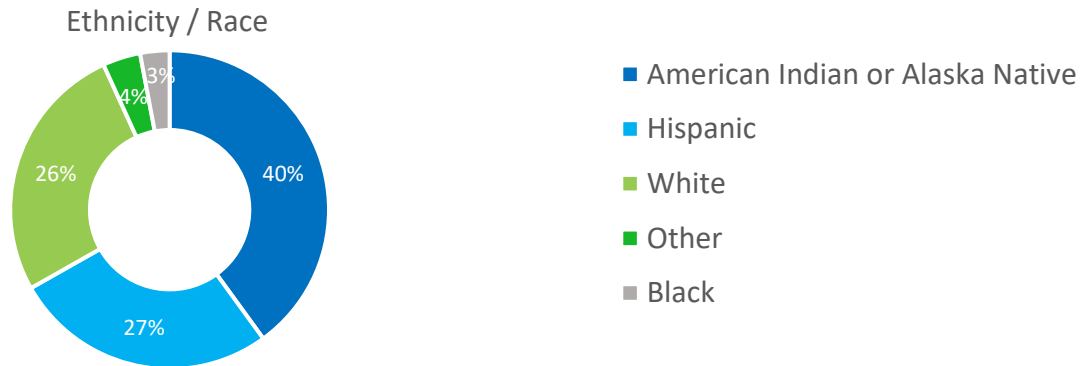 Ethnicity / Race
3%
4%
40%
26%
27%
American Indian or Alaska Native
Hispanic
White
Other
Black